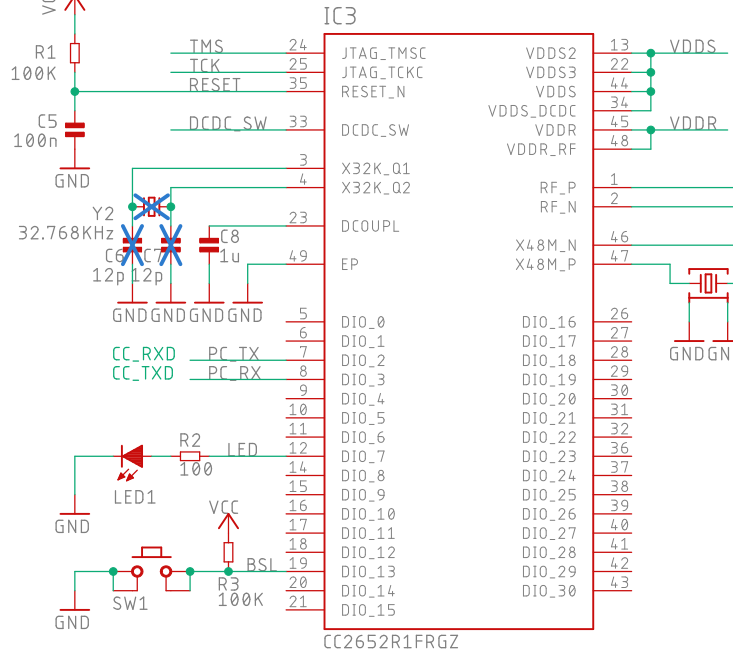 IC3
VC
R1
100K
C5
100n
GND
TMS 24 JTAG_TMSC VDDS2 13 VDDS
TCK 25 JTAG_TCKC VDDS3 22
RESET 35 RESET_N VDDS 44
VDDS_DCDC 34
DCDC_SW 33 DCDC_SW VDDR 45 VDDR
VDDR_RF 48
3 X32K_Q1
4 X32K_Q2 RF_P 1
RF_N 2
Y2
32.768KHz
23 DCOUPL
X48M_N 46
C6 C7 C8
12p 12p 1u
49 EP X48M_P 47
GND GND GND GND
GND GN
5 DIO_0 DIO_16 26
6 DIO_1 DIO_17 27
CC_RXD PC_TX 7 DIO_2 DIO_18 28
CC_TXD PC_RX 8 DIO_3 DIO_19 29
9 DIO_4 DIO_20 30
10 DIO_5 DIO_21 31
11 DIO_6 DIO_22 32
R2
100
LED 12 DIO_7 DIO_23 36
LED1
GND
14 DIO_8 DIO_24 37
15 DIO_9 DIO_25 38
16 DIO_10 DIO_26 39
17 DIO_11 DIO_27 40
18 DIO_12 DIO_28 41
VCC
BSL 19 DIO_13 DIO_29 42
R3
100K
20 DIO_14 DIO_30 43
SW1
GND
21 DIO_15
CC2652R1FRGZ